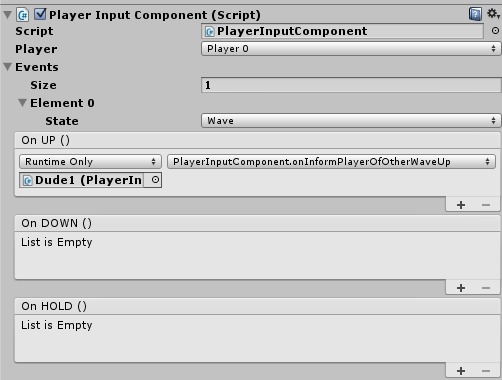 Player Input Component (Script)
Script PlayerInputComponent
Player Player 0
Events
Size 1
Element 0
State Wave
On UP ()
Runtime Only PlayerInputComponent.onInformPlayerOfOtherWaveUp
Dude1 (PlayerIn
+ −
On DOWN ()
List is Empty
+ −
On HOLD ()
List is Empty
+ −